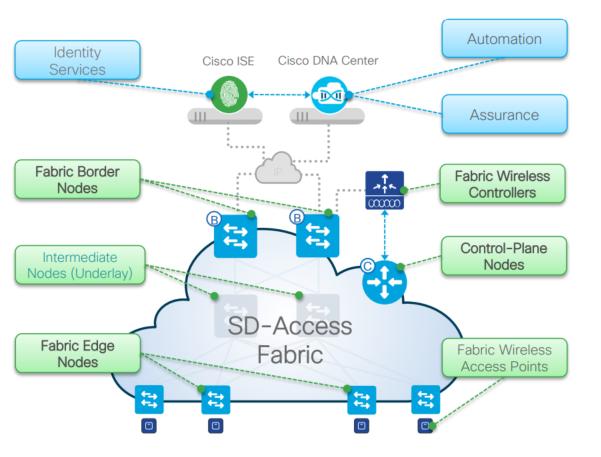 Identity
Services
Cisco ISE
Cisco DNA Center
Automation
Assurance
IP
Fabric Border
Nodes
Fabric Wireless
Controllers
B
B
Intermediate
Nodes (Underlay)
C
Control-Plane
Nodes
SD-Access
Fabric
Fabric Edge
Nodes
Fabric Wireless
Access Points